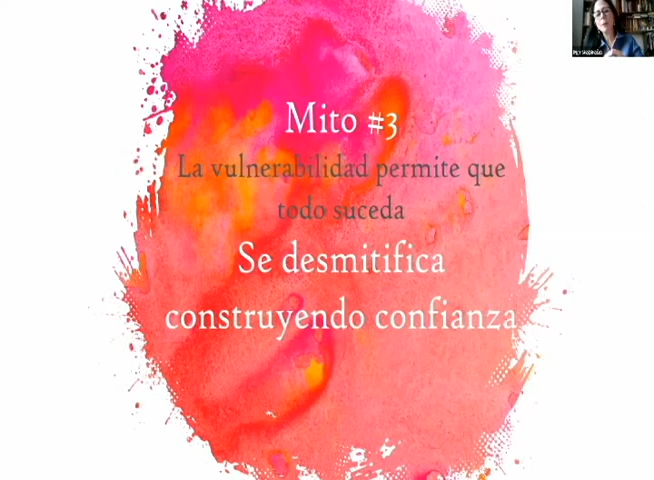 Mito #3
La vulnerabilidad permite que
todo suceda
Se desmitifica
construyendo confianza